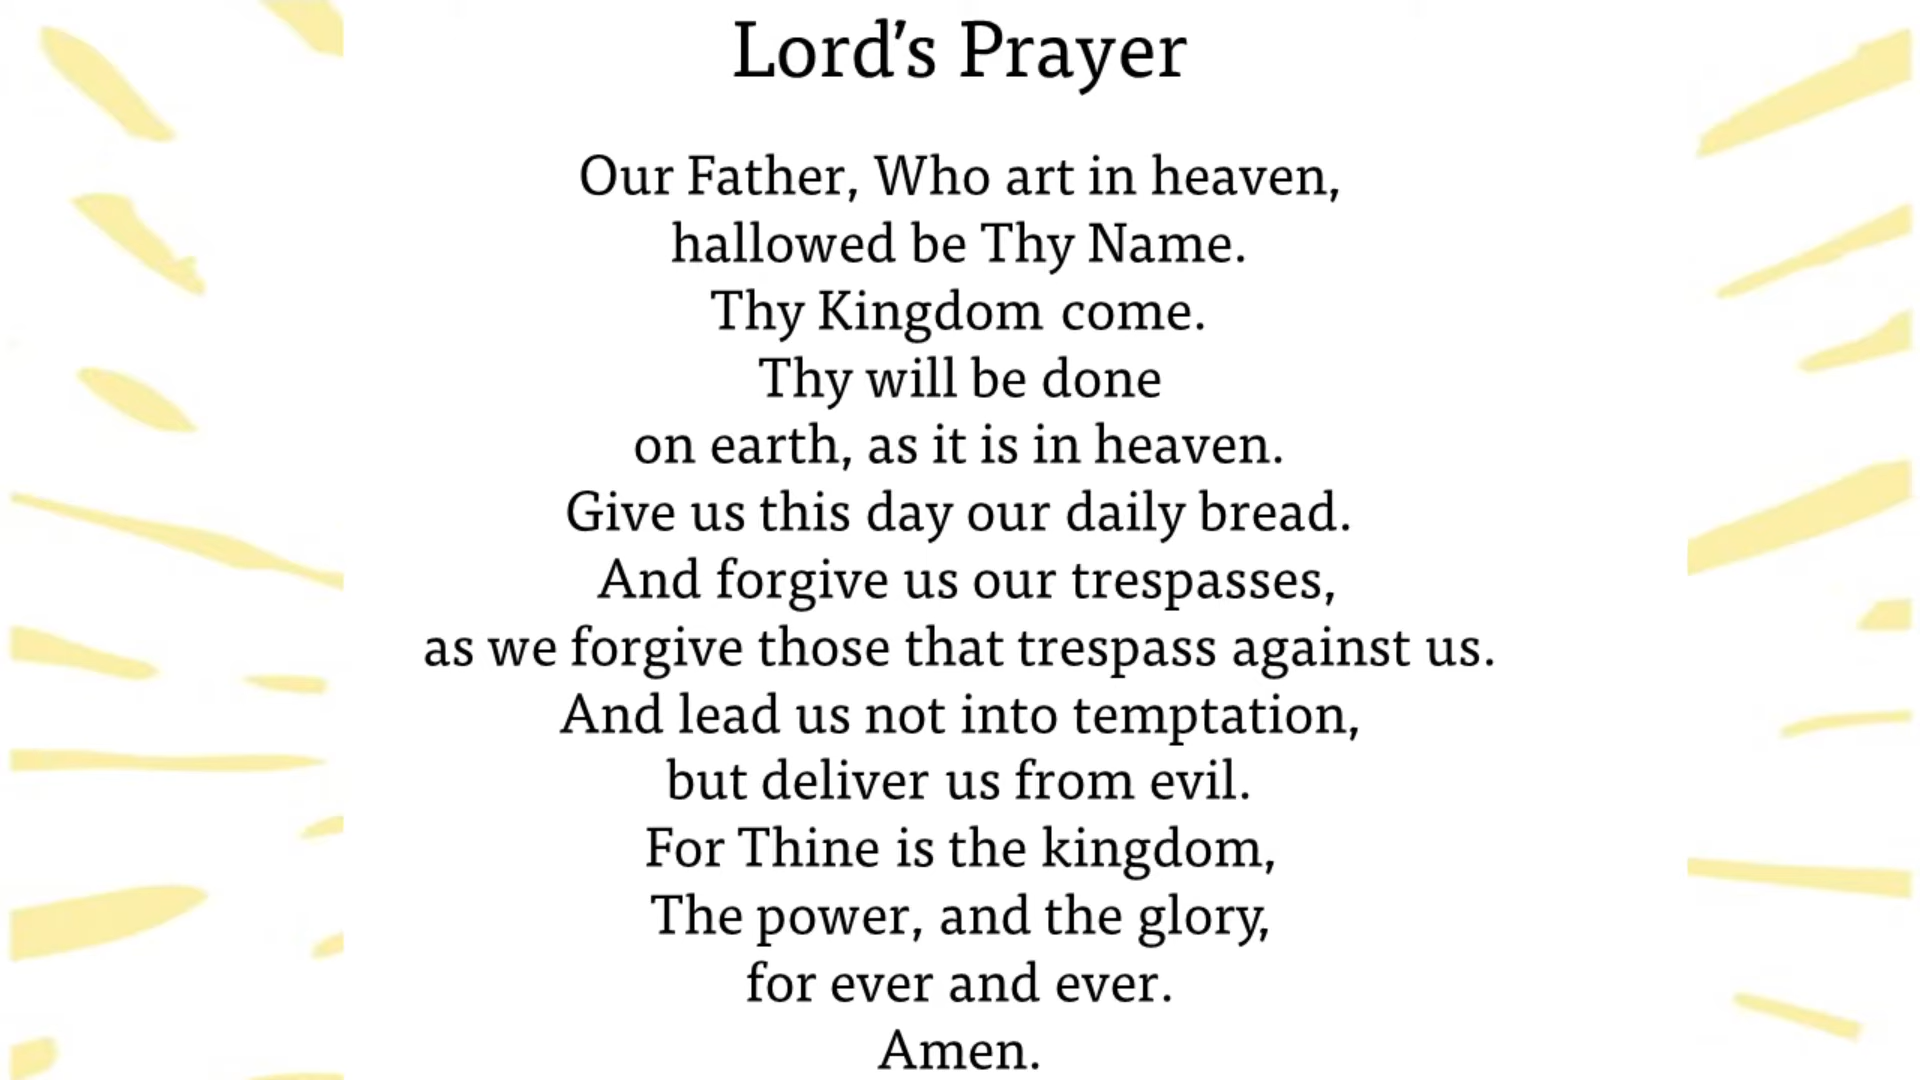 Lord’s Prayer
Our Father, Who art in heaven,
hallowed be Thy Name.
Thy Kingdom come.
Thy will be done
on earth, as it is in heaven.
Give us this day our daily bread.
And forgive us our trespasses,
as we forgive those that trespass against us.
And lead us not into temptation,
but deliver us from evil.
For Thine is the kingdom,
The power, and the glory,
for ever and ever.
Amen.